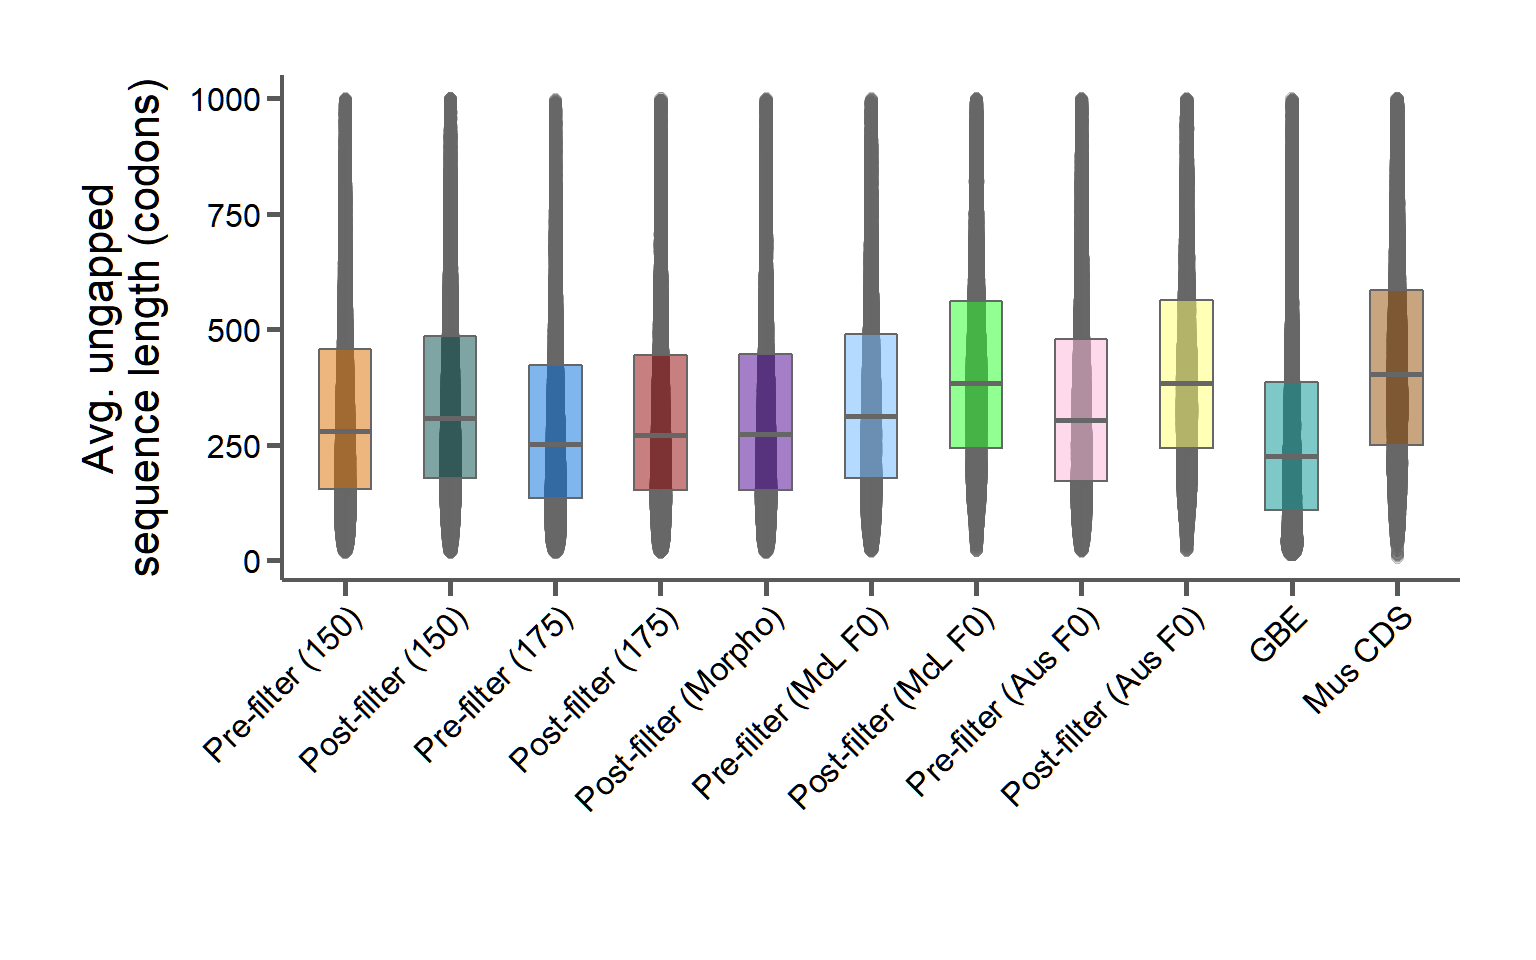 Avg. ungapped
sequence length (codons)
1000
750
500
250
0
Pre-filter (150)
Post-filter (150)
Pre-filter (175)
Post-filter (175)
Post-filter (Morpho)
Pre-filter (McL F0)
Post-filter (McL F0)
Pre-filter (Aus F0)
Post-filter (Aus F0)
GBE
Mus CDS